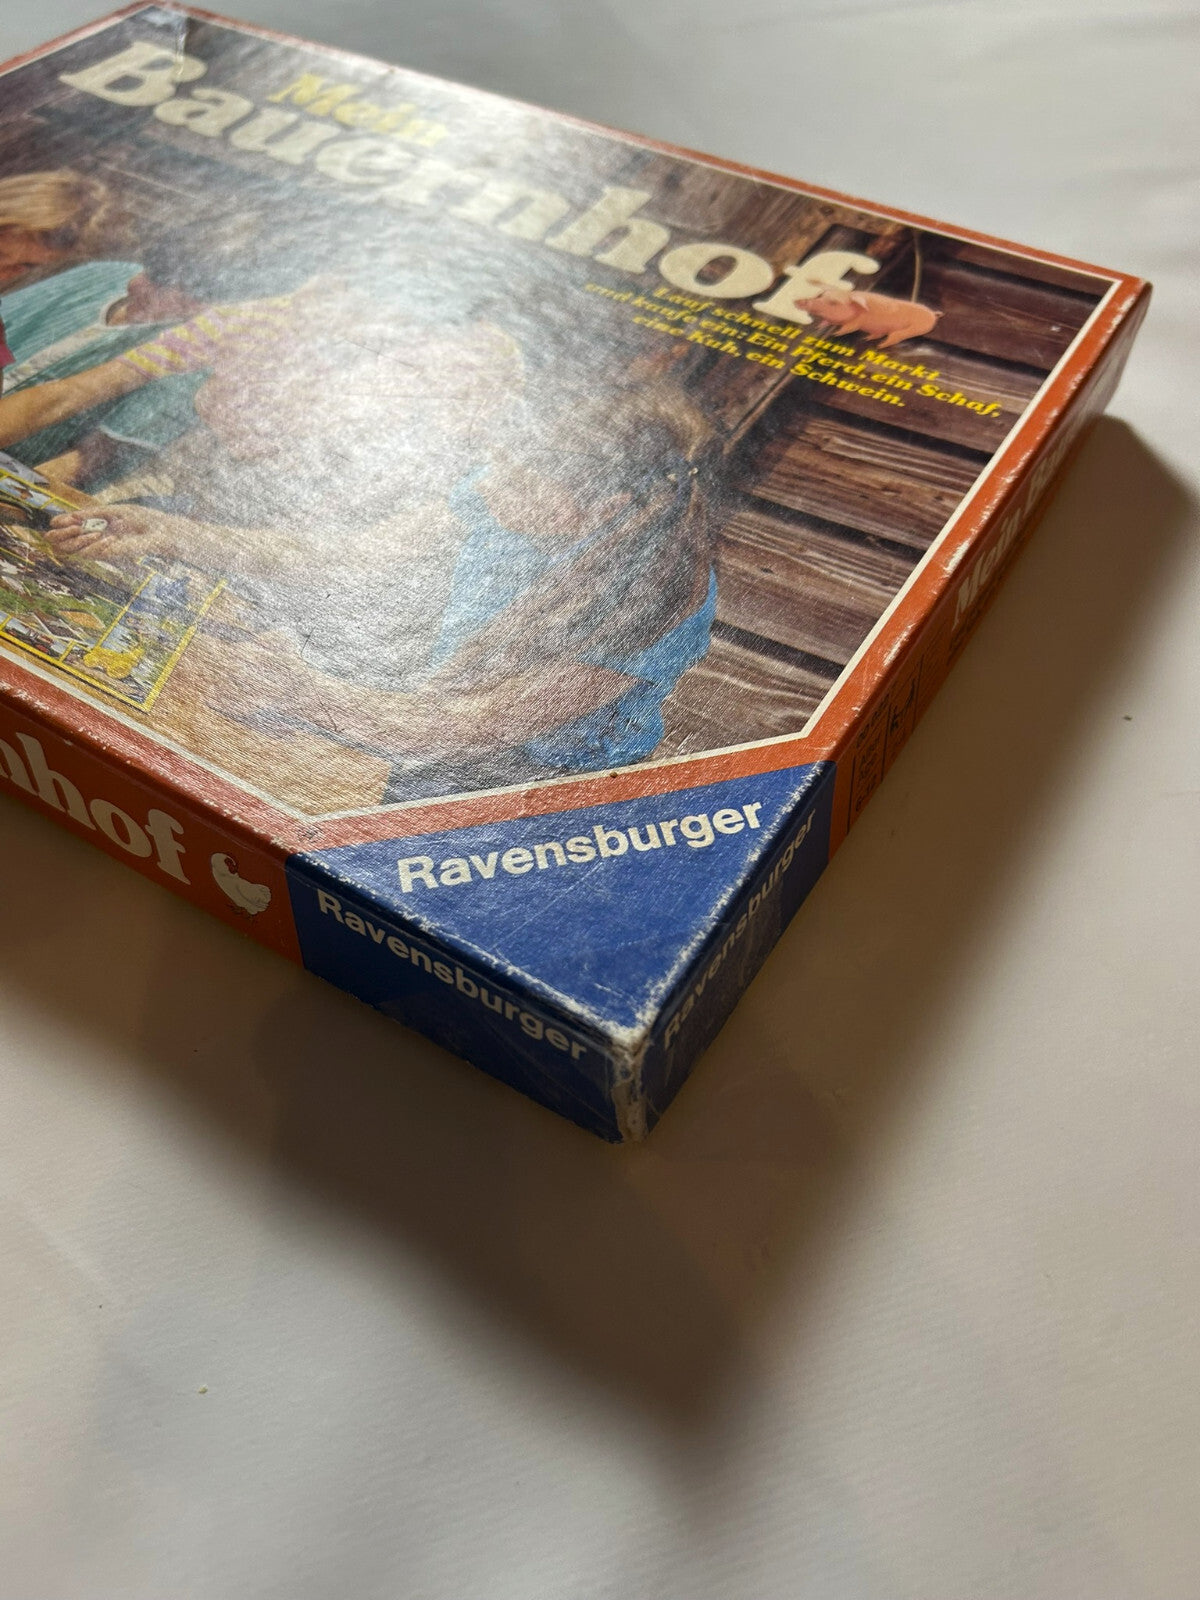 Mein
Bauernhof
Lauf schnell zum Markt
und kaufe ein: Ein Pferd, ein Schaf,
eine Kuh, ein Schwein.
Ravensburger
nhof
Ravensburger
Ravensburger
Mein